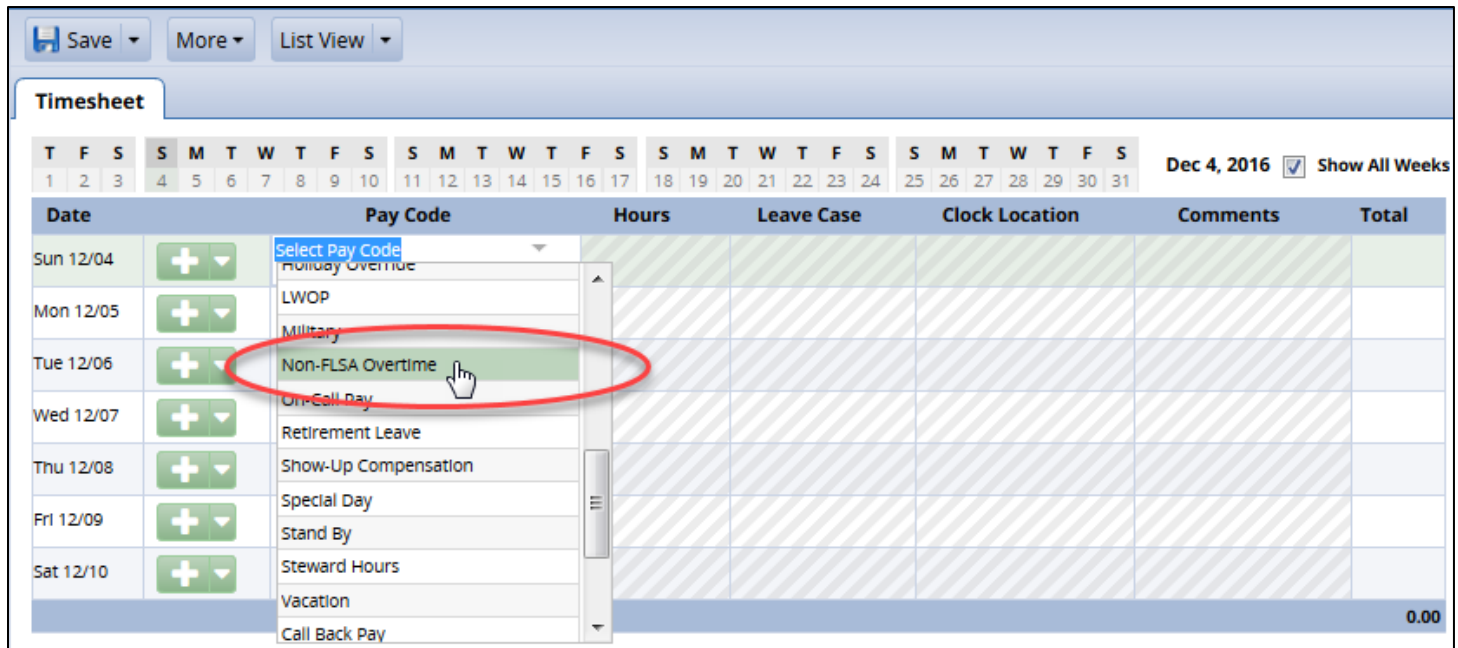 Save More List View
Timesheet
T F S S M T W T F S S M T W T F S S M T W T F S S M T W T F S
1 2 3 4 5 6 7 8 9 10 11 12 13 14 15 16 17 18 19 20 21 22 23 24 25 26 27 28 29 30 31
Dec 4, 2016 Show All Weeks
Date Pay Code Hours Leave Case Clock Location Comments Total
Sun 12/04 Select Pay Code
Holiday Override
LWOP
Mon 12/05
Military
Tue 12/06 Non-FLSA Overtime
On-Call Pay
Wed 12/07
Retirement Leave
Thu 12/08 Show-Up Compensation
Special Day
Fri 12/09
Stand By
Sat 12/10 Steward Hours
Vacation
0.00
Call Back Pay